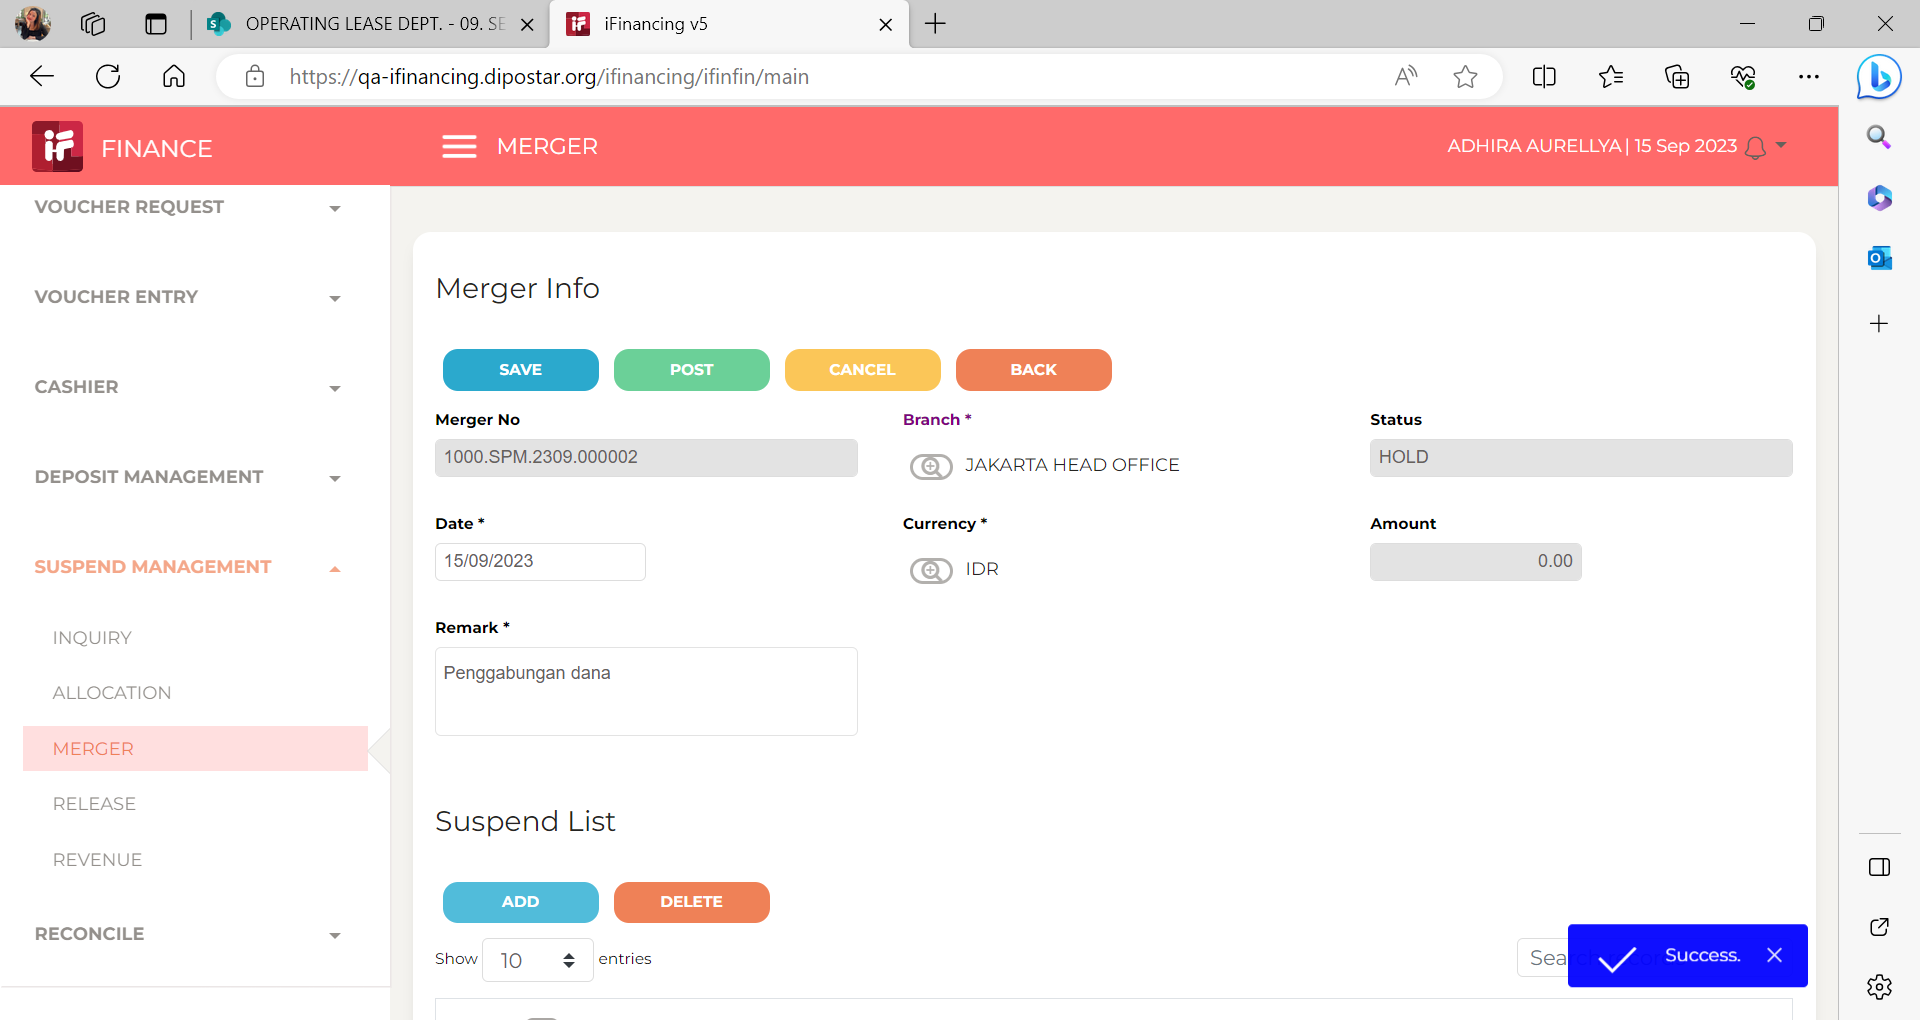 OPERATING LEASE DEPT. - 09. SE
iFinancing v5
https://qa-ifinancing.dipostar.org/ifinancing/ifinfin/main
iF FINANCE
MERGER
ADHIRA AURELLYA | 15 Sep 2023
VOUCHER REQUEST
VOUCHER ENTRY
CASHIER
DEPOSIT MANAGEMENT
SUSPEND MANAGEMENT
INQUIRY
ALLOCATION
MERGER
RELEASE
REVENUE
RECONCILE
Merger Info
SAVE POST CANCEL BACK
Merger No Branch * Status
1000.SPM.2309.000002 JAKARTA HEAD OFFICE HOLD
Date * Currency * Amount
15/09/2023 IDR 0.00
Remark *
Penggabungan dana
Suspend List
ADD DELETE
Show 10 entries
Success.